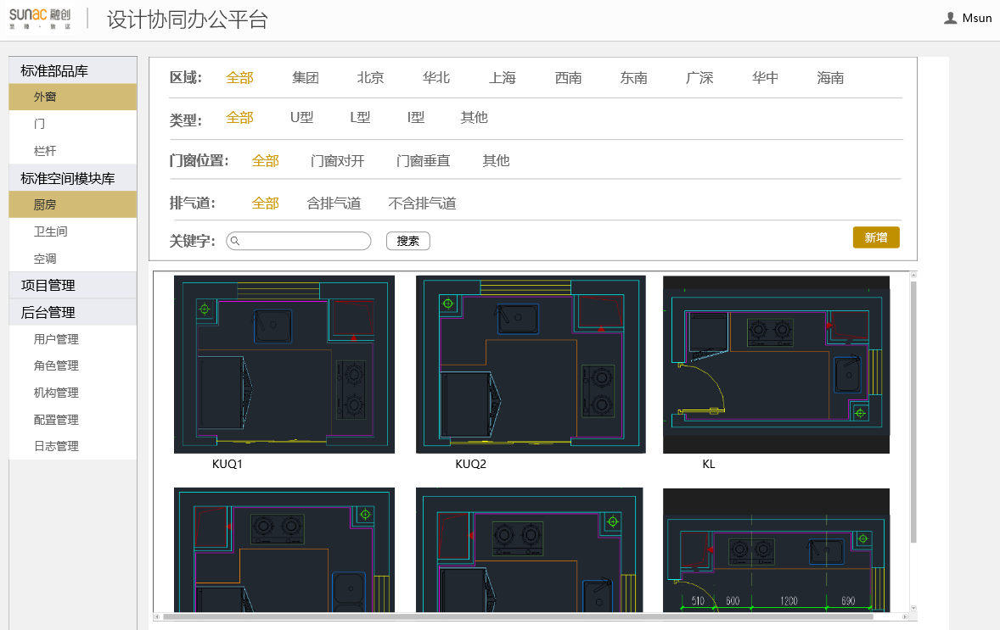 sunac 融创
至臻·致远
设计协同办公平台
Msun
标准部品库
外窗
门
栏杆
标准空间模块库
厨房
卫生间
空调
项目管理
后台管理
用户管理
角色管理
机构管理
配置管理
日志管理
区域: 全部 集团 北京 华北 上海 西南 东南 广深 华中 海南
类型: 全部 U型 L型 I型 其他
门窗位置: 全部 门窗对开 门窗垂直 其他
排气道: 全部 含排气道 不含排气道
关键字: 搜索 新增
KUQ1 KUQ2 KL
510 600 1200 690